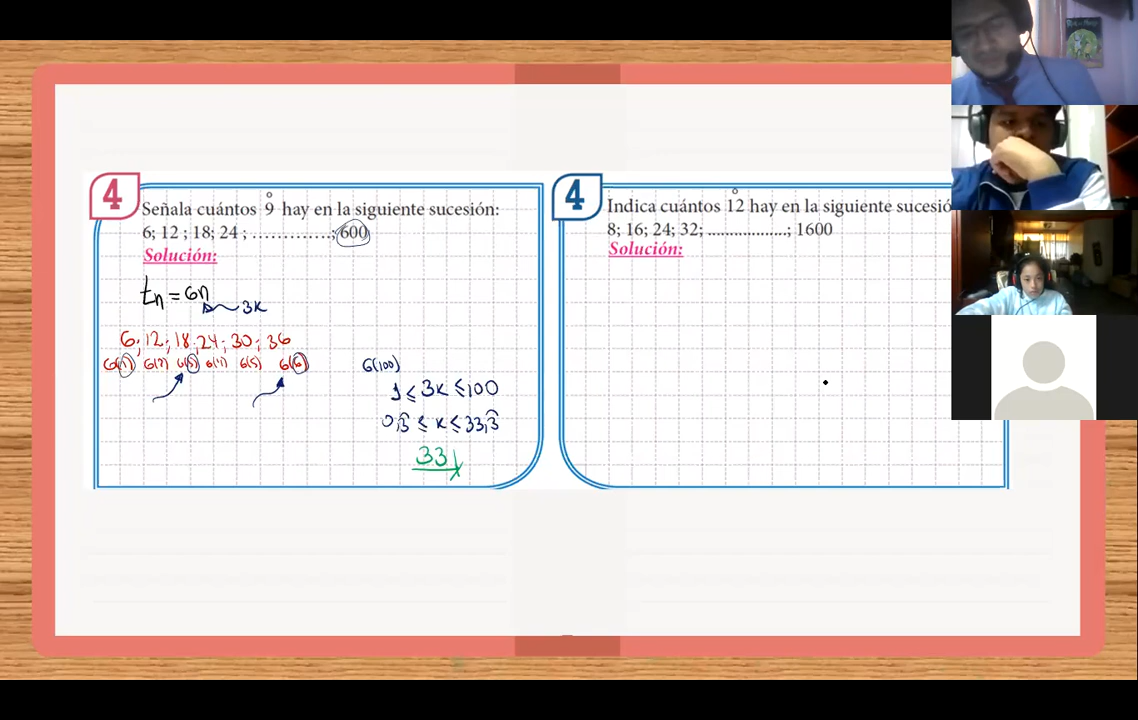 4
Señala cuántos 9̊ hay en la siguiente sucesión:
6; 12 ; 18; 24 ; .............; 600
Solución:
tn = 6n
3k
6; 12; 18; 24; 30; 36
6(1) 6(2) 6(3) 6(4) 6(5) 6(6)
6(100)
1 ≤ 3k ≤ 100
0,3̂ ≤ k ≤ 33,3̂
33
4
Indica cuántos 12̊ hay en la siguiente sucesió
8; 16; 24; 32; ..................; 1600
Solución: